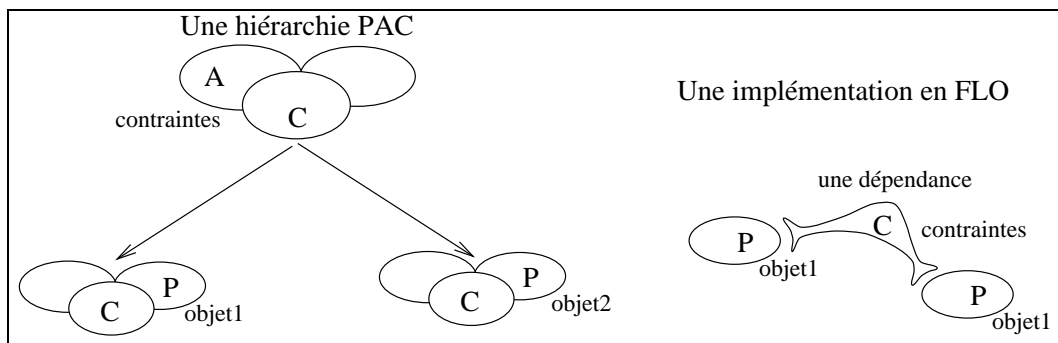 Une hiérarchie PAC
A
contraintes
C
C
P
objet1
C
P
objet2
Une implémentation en FLO
une dépendance
C
contraintes
P
objet1
P
objet1